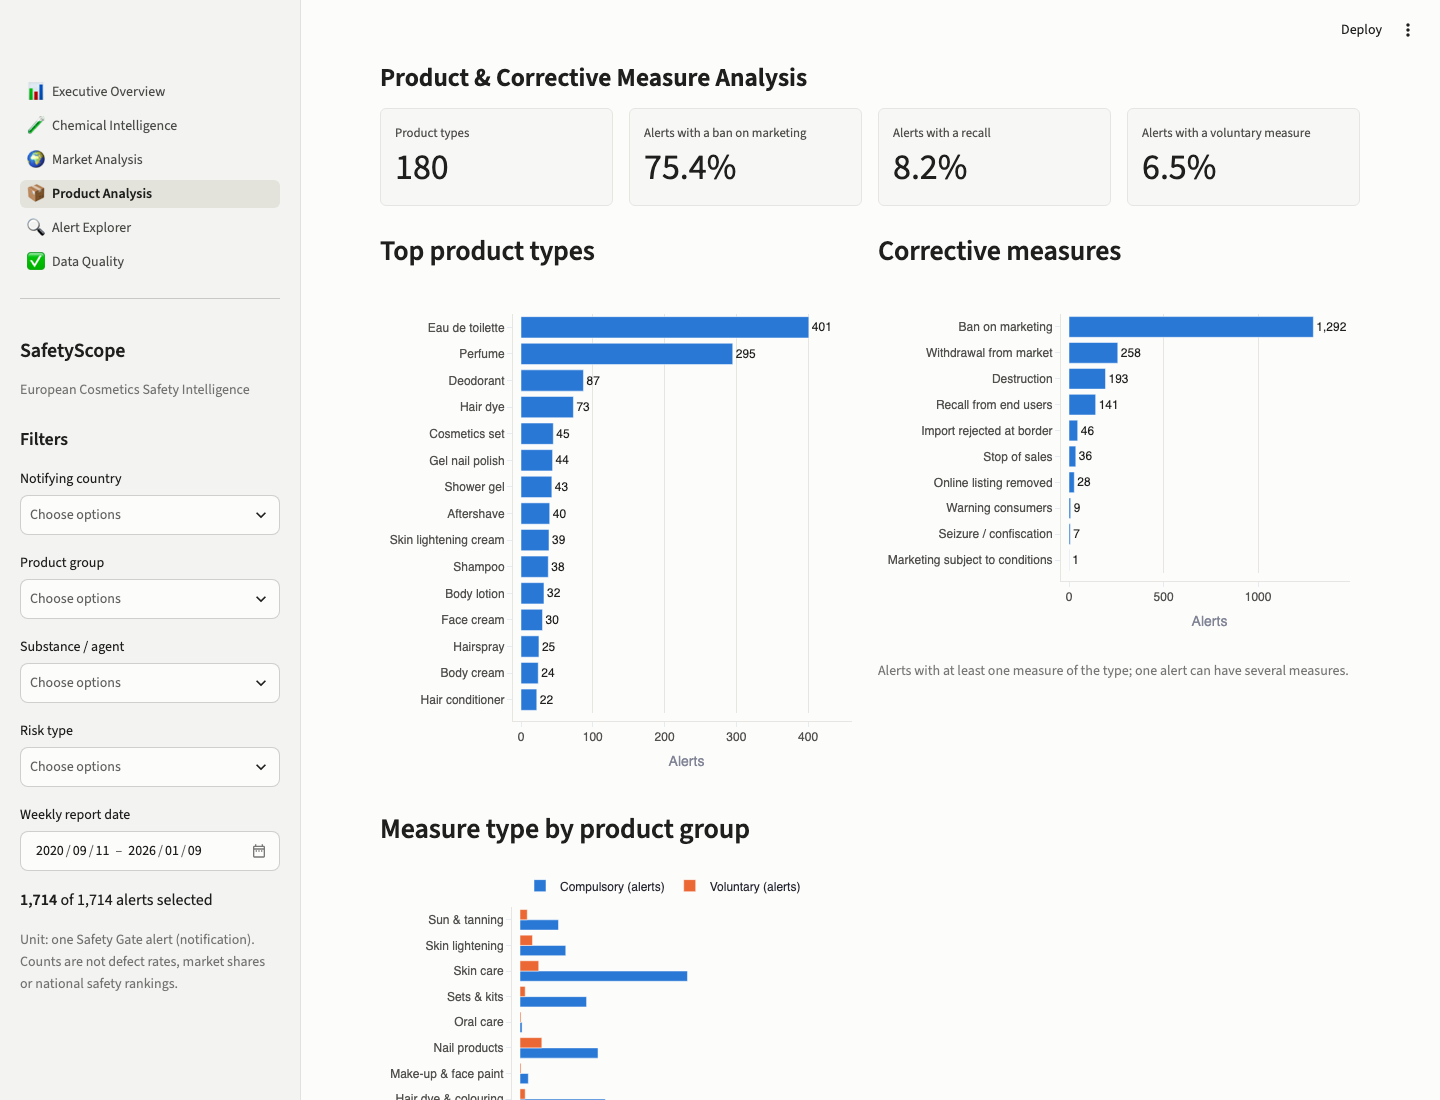 Deploy
Executive Overview
Chemical Intelligence
Market Analysis
Product Analysis
Alert Explorer
Data Quality
SafetyScope
European Cosmetics Safety Intelligence
Filters
Notifying country
Choose options
Product group
Choose options
Substance / agent
Choose options
Risk type
Choose options
Weekly report date
2020 / 09 / 11 – 2026 / 01 / 09
1,714 of 1,714 alerts selected
Unit: one Safety Gate alert (notification).
Counts are not defect rates, market shares
or national safety rankings.
Product & Corrective Measure Analysis
Product types
180
Alerts with a ban on marketing
75.4%
Alerts with a recall
8.2%
Alerts with a voluntary measure
6.5%
Top product types
Eau de toilette 401
Perfume 295
Deodorant 87
Hair dye 73
Cosmetics set 45
Gel nail polish 44
Shower gel 43
Aftershave 40
Skin lightening cream 39
Shampoo 38
Body lotion 32
Face cream 30
Hairspray 25
Body cream 24
Hair conditioner 22
0 100 200 300 400
Alerts
Corrective measures
Ban on marketing 1,292
Withdrawal from market 258
Destruction 193
Recall from end users 141
Import rejected at border 46
Stop of sales 36
Online listing removed 28
Warning consumers 9
Seizure / confiscation 7
Marketing subject to conditions 1
0 500 1000
Alerts
Alerts with at least one measure of the type; one alert can have several measures.
Measure type by product group
Compulsory (alerts) Voluntary (alerts)
Sun & tanning
Skin lightening
Skin care
Sets & kits
Oral care
Nail products
Make-up & face paint
Hair dye & colouring